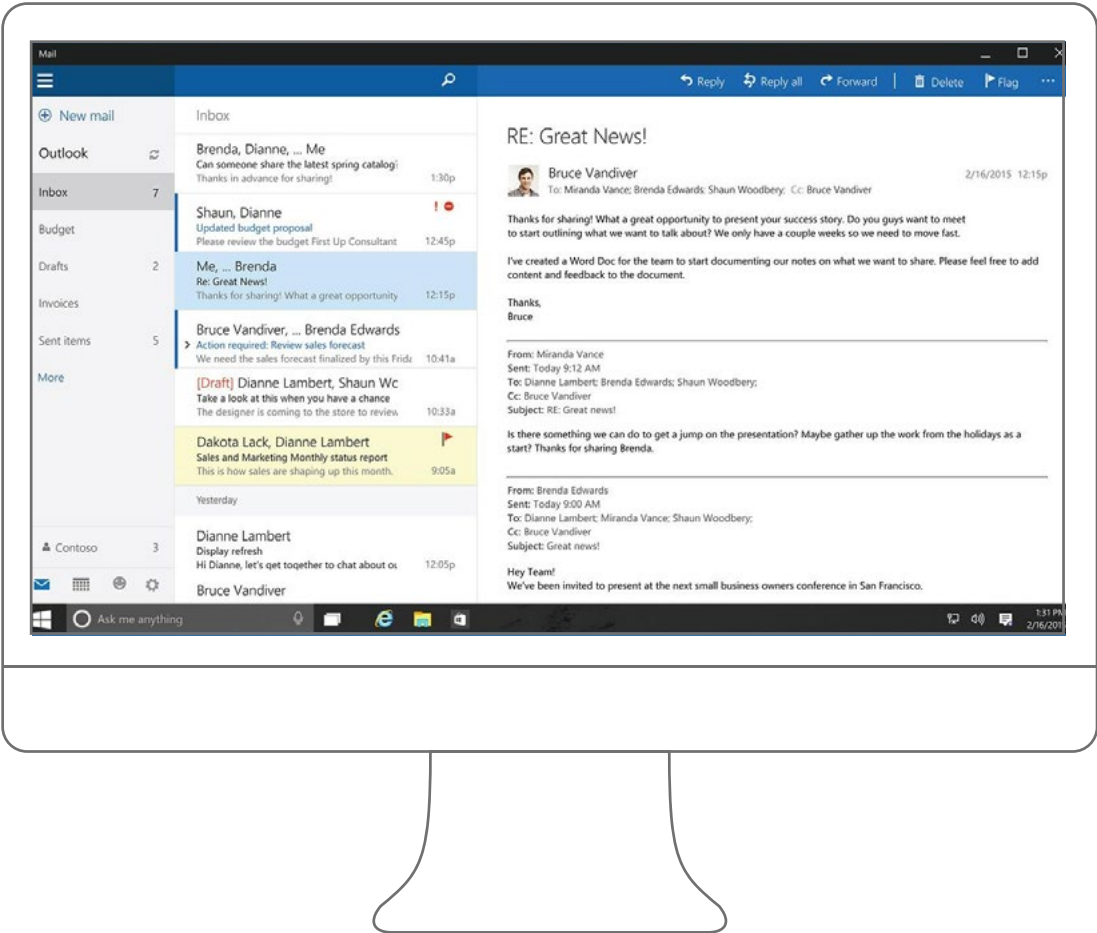 Mail
Reply
Reply all
Forward
Delete
Flag
New mail
Outlook
Inbox 7
Budget
Drafts 2
Invoices
Sent items 5
More
Contoso 3
Inbox
Brenda, Dianne, ... Me
Can someone share the latest spring catalog?
Thanks in advance for sharing! 1:30p
Shaun, Dianne
Updated budget proposal
Please review the budget First Up Consultant 12:45p
Me, ... Brenda
Re: Great News!
Thanks for sharing! What a great opportunity 12:15p
Bruce Vandiver, ... Brenda Edwards
Action required: Review sales forecast
We need the sales forecast finalized by this Frida 10:41a
[Draft] Dianne Lambert, Shaun Wc
Take a look at this when you have a chance
The designer is coming to the store to review 10:33a
Dakota Lack, Dianne Lambert
Sales and Marketing Monthly status report
This is how sales are shaping up this month. 9:05a
Yesterday
Dianne Lambert
Display refresh
Hi Dianne, let's get together to chat about ou 12:05p
Bruce Vandiver
RE: Great News!
Bruce Vandiver 2/16/2015 12:15p
To: Miranda Vance; Brenda Edwards; Shaun Woodbery; Cc: Bruce Vandiver
Thanks for sharing! What a great opportunity to present your success story. Do you guys want to meet
to start outlining what we want to talk about? We only have a couple weeks so we need to move fast.
I've created a Word Doc for the team to start documenting our notes on what we want to share. Please feel free to add
content and feedback to the document.
Thanks,
Bruce
From: Miranda Vance
Sent: Today 9:12 AM
To: Dianne Lambert; Brenda Edwards; Shaun Woodbery;
Cc: Bruce Vandiver
Subject: RE: Great news!
Is there something we can do to get a jump on the presentation? Maybe gather up the work from the holidays as a
start? Thanks for sharing Brenda.
From: Brenda Edwards
Sent: Today 9:00 AM
To: Dianne Lambert; Miranda Vance; Shaun Woodbery;
Cc: Bruce Vandiver
Subject: Great news!
Hey Team!
We've been invited to present at the next small business owners conference in San Francisco.
Ask me anything
1:31 PM
2/16/201